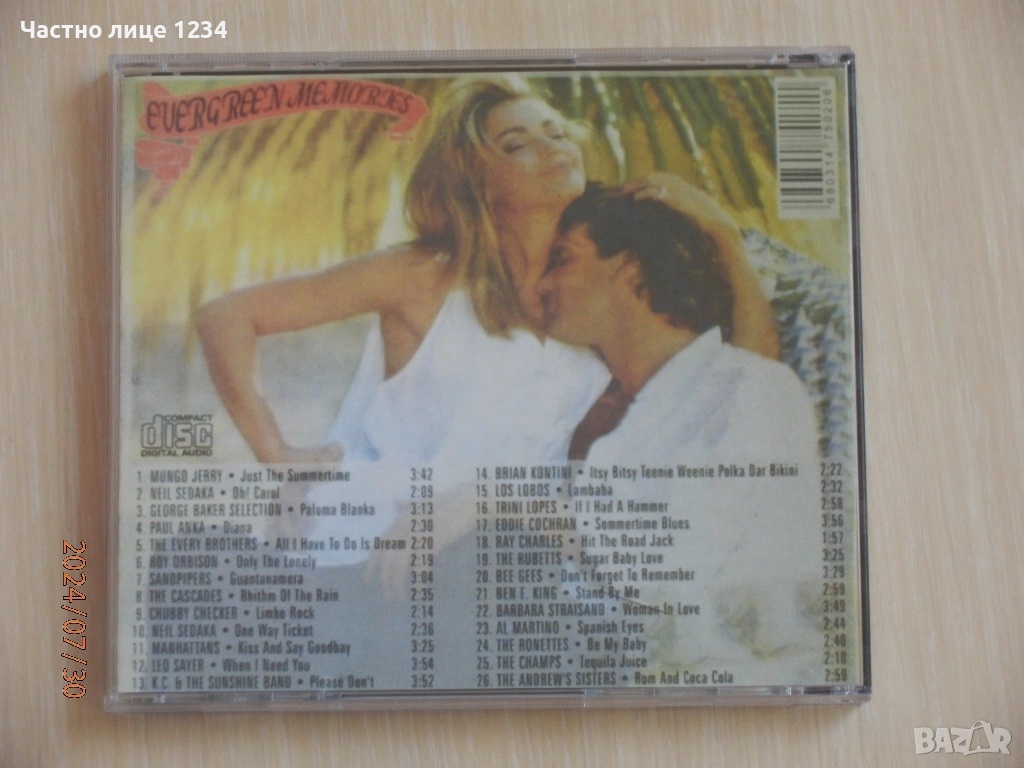 Частно лице 1234
EVERGREEN MEMORIES
680314 750206
COMPACT
disc
DIGITAL AUDIO
1. MUNGO JERRY • Just The Summertime 3:42
2. NEIL SEDAKA • Oh! Carol 2:09
3. GEORGE BAKER SELECTION • Paloma Blanka 3:13
4. PAUL ANKA • Diana 2:30
5. THE EVERY BROTHERS • All I Have To Do Is Dream 2:20
6. ROY ORBISON • Only The Lonely 2:19
7. SANDPIPERS • Guantanamera 3:04
8. THE CASCADES • Rhithm Of The Rain 2:35
9. CHUBBY CHECKER • Limbo Rock 2:14
10. NEIL SEDAKA • One Way Ticket 2:36
11. MANHATTANS • Kiss And Say Goodbay 3:25
12. LEO SAYER • When I Need You 3:54
13. K.C. & THE SUNSHINE BAND • Please Don't 3:52
14. BRIAN KONTINI • Itsy Bitsy Teenie Weenie Polka Dar Bikini 2:22
15. LOS LOBOS • Lambaba 2:32
16. TRINI LOPES • If I Had A Hammer 2:58
17. EDDIE COCHRAN • Semmertime Blues 3:56
18. RAY CHARLES • Hit The Road Jack 1:57
19. THE RUBETTS • Sugar Baby Love 3:25
20. BEE GEES • Don't Forget To Remember 3:29
21. BEN E. KING • Stand By Me 2:59
22. BARBARA STRAISAND • Woman In Love 3:49
23. AL MARTINO • Spanish Eyes 2:44
24. THE RONETTES • Be My Baby 2:40
25. THE CHAMPS • Tequila Juice 2:10
26. THE ANDREW'S SISTERS • Rom And Coca Cola 2:59
2024/07/30
BAZAR